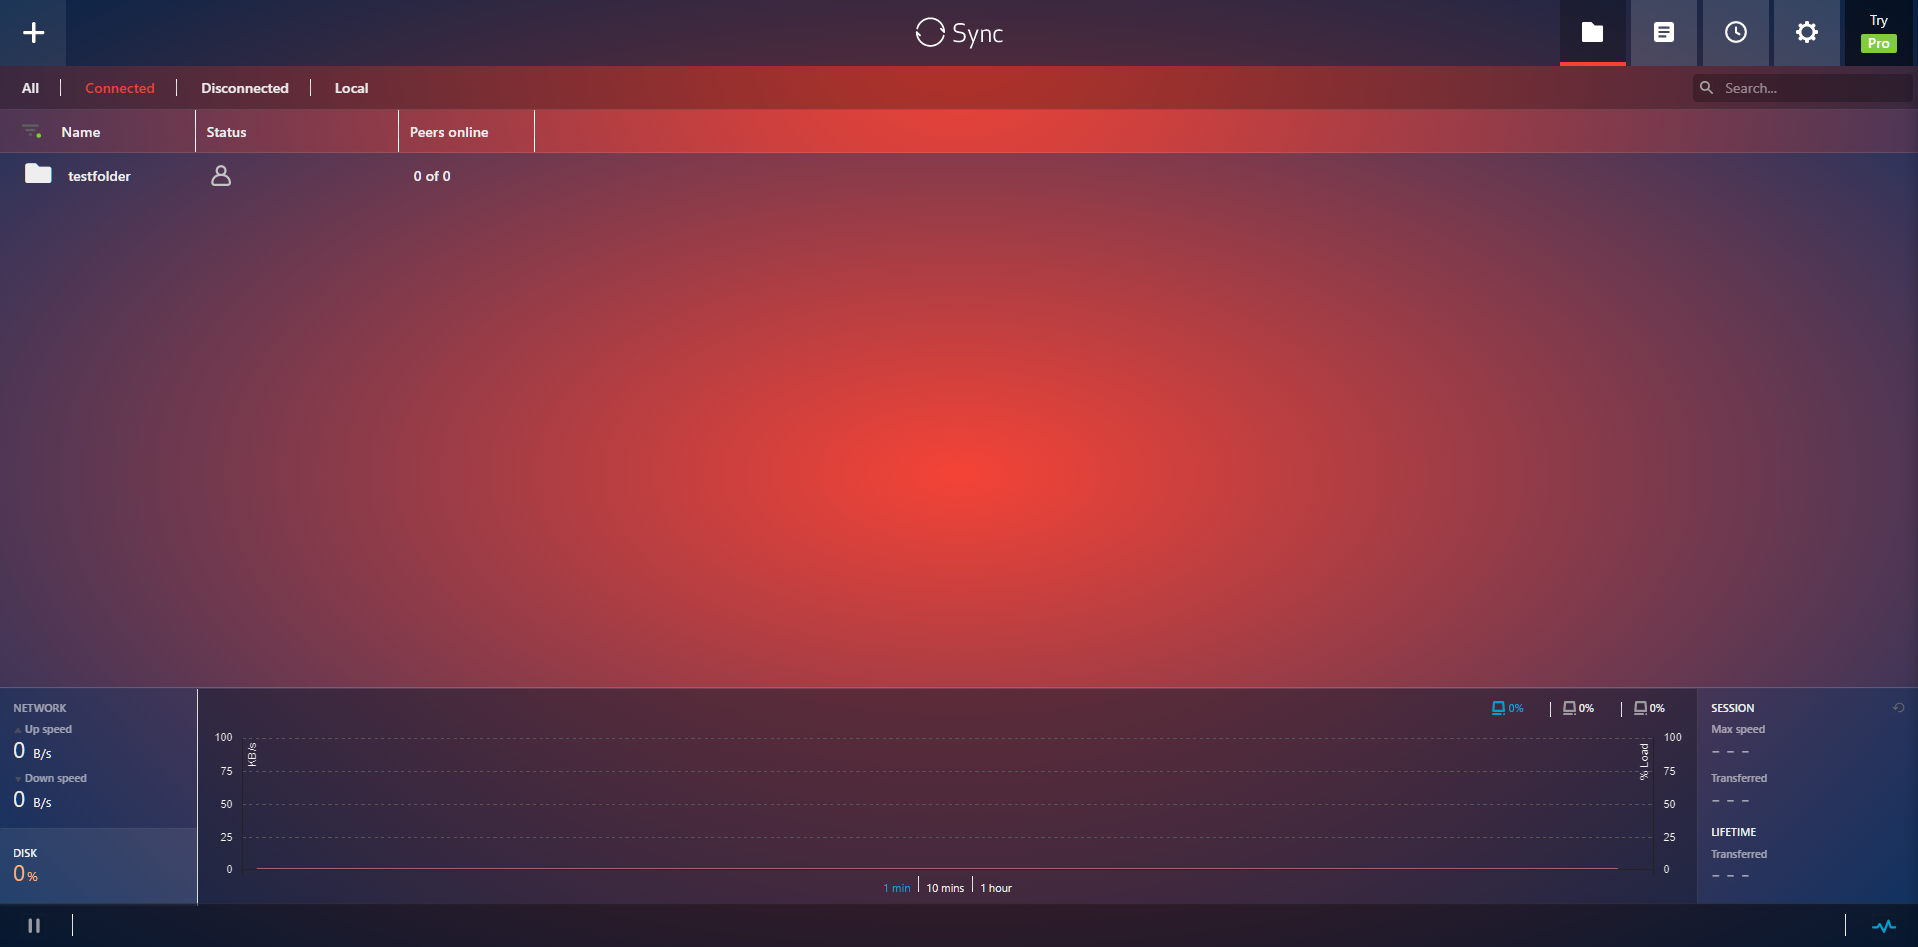 Sync
Try
Pro
All
Connected
Disconnected
Local
Search...
Name
Status
Peers online
testfolder
0 of 0
NETWORK
Up speed
0 B/s
Down speed
0 B/s
DISK
0%
0%
0%
0%
100
75
50
25
0
KB/s
% Load
100
75
50
25
0
1 min
10 mins
1 hour
SESSION
Max speed
– – –
Transferred
– – –
LIFETIME
Transferred
– – –